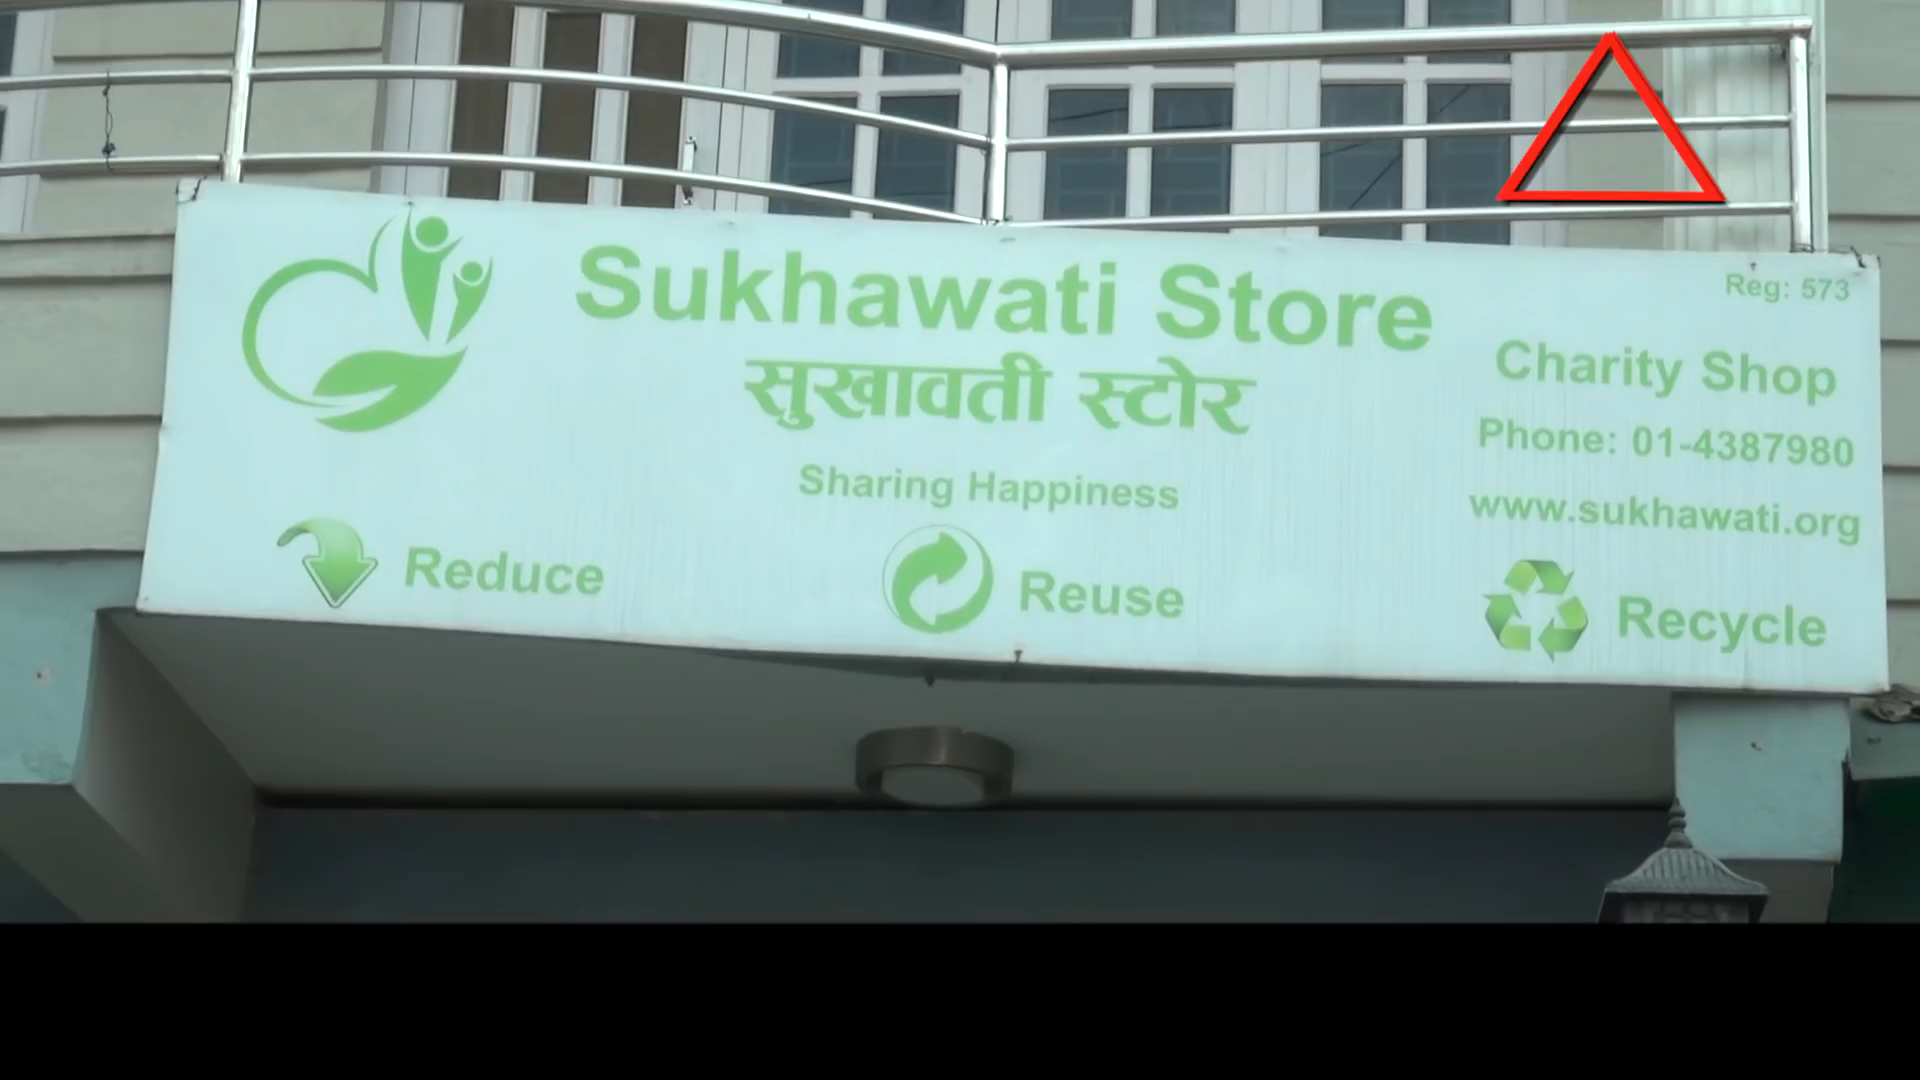 Sukhawati Store
सुखावती स्टोर
Sharing Happiness
Reg: 573
Charity Shop
Phone: 01-4387980
www.sukhawati.org
Reduce
Reuse
Recycle